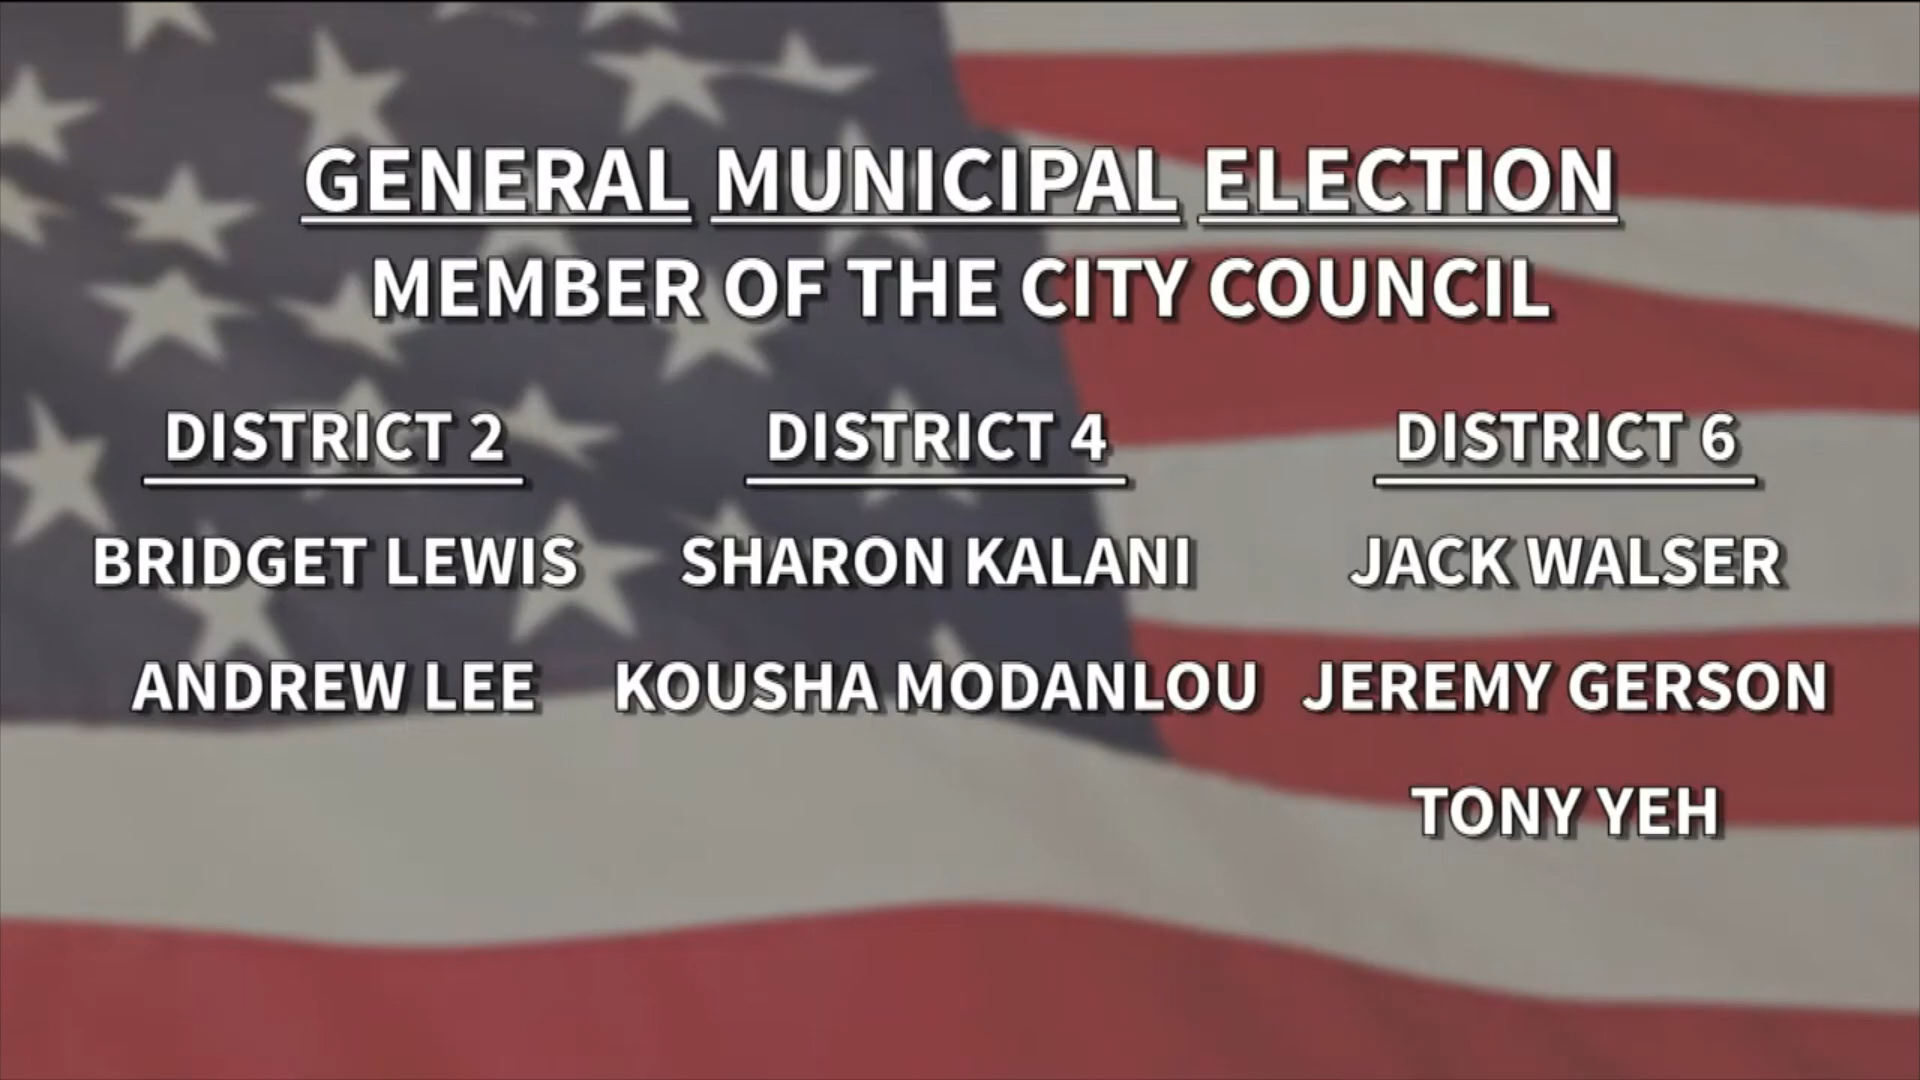 GENERAL MUNICIPAL ELECTION
MEMBER OF THE CITY COUNCIL
DISTRICT 2
BRIDGET LEWIS
ANDREW LEE
DISTRICT 4
SHARON KALANI
KOUSHA MODANLOU
DISTRICT 6
JACK WALSER
JEREMY GERSON
TONY YEH